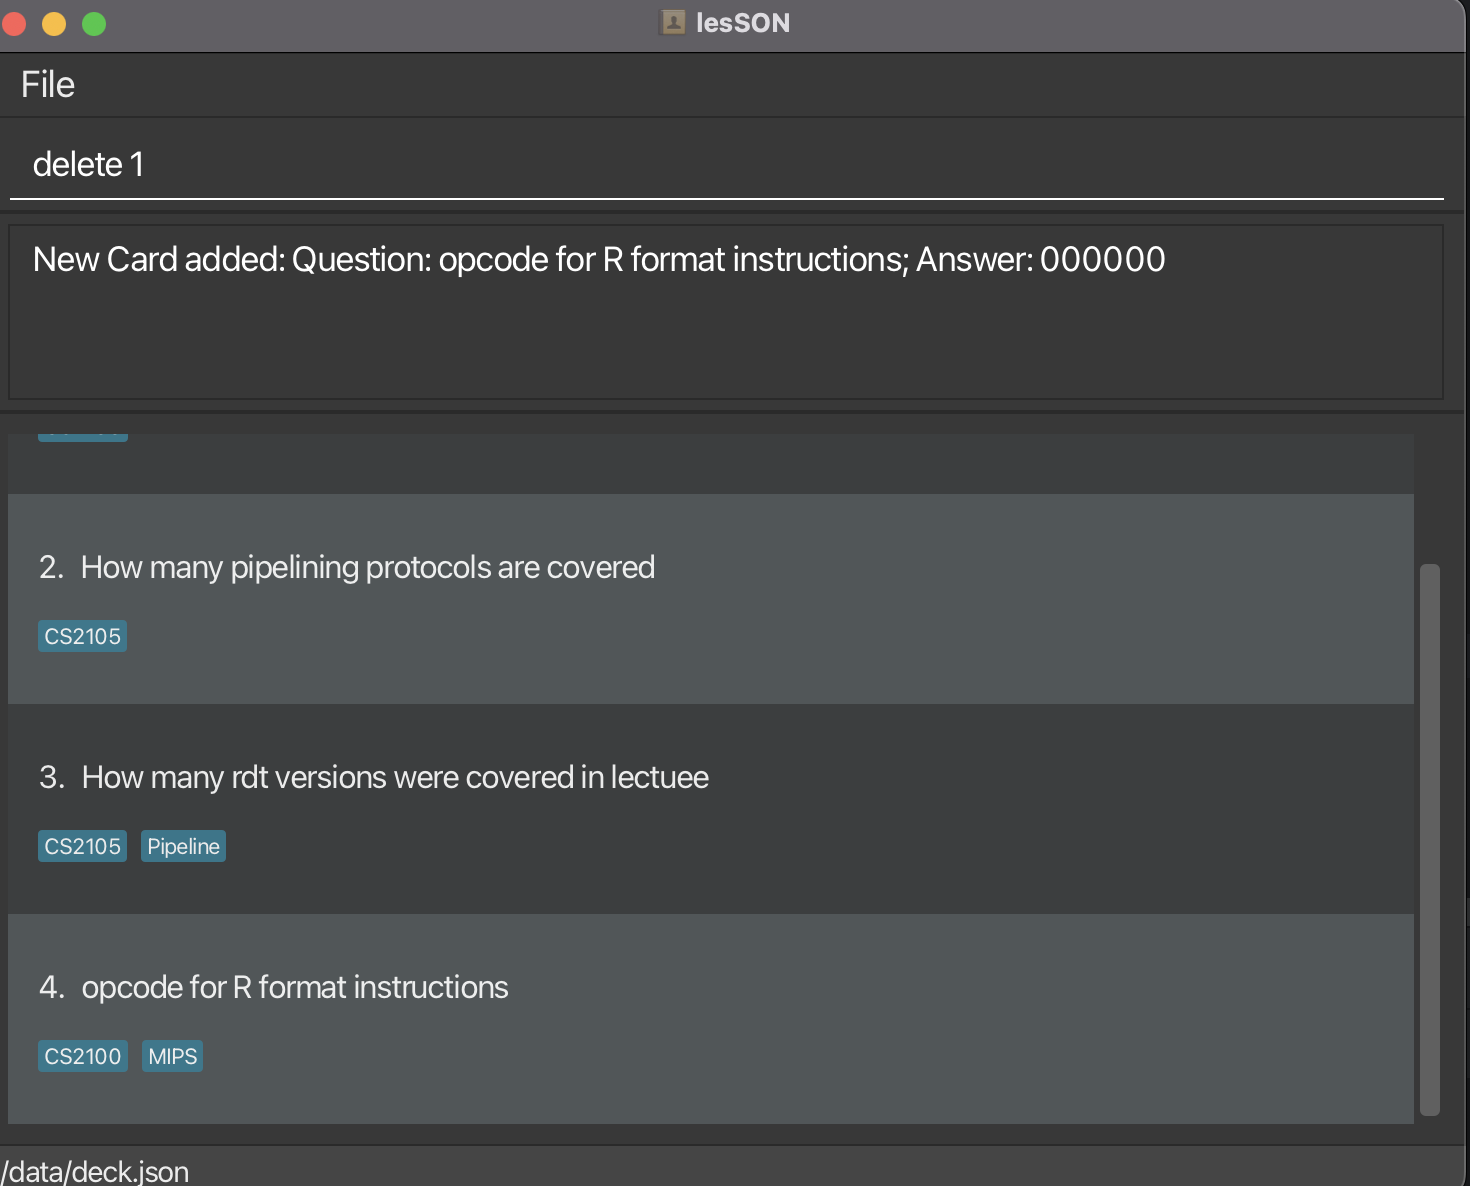 lesSON
File
delete 1
New Card added: Question: opcode for R format instructions; Answer: 000000
2. How many pipelining protocols are covered
CS2105
3. How many rdt versions were covered in lectuee
CS2105 Pipeline
4. opcode for R format instructions
CS2100 MIPS
/data/deck.json